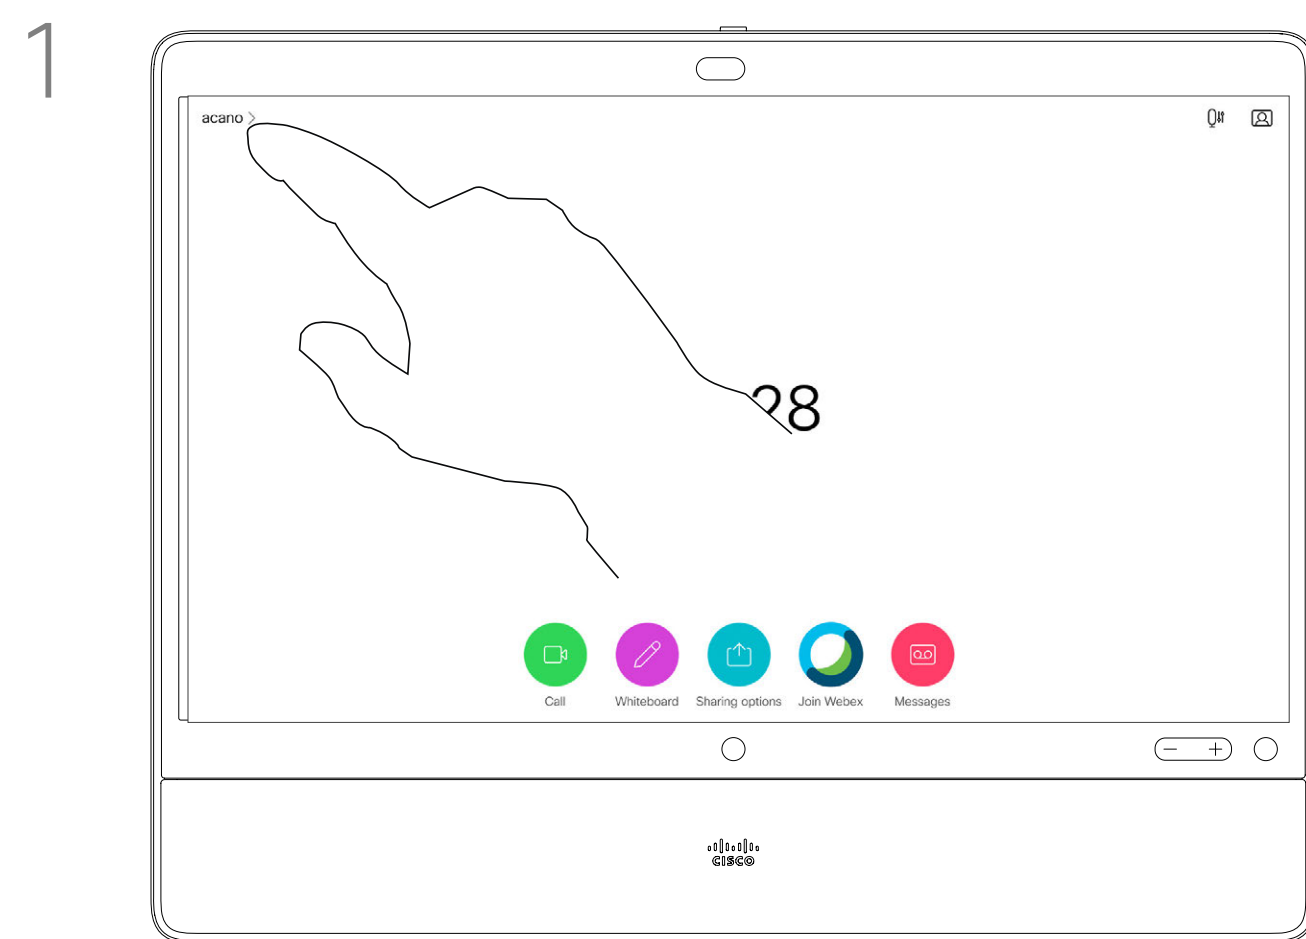 1
acano
28
Call Whiteboard Sharing options Join Webex Messages
CISCO